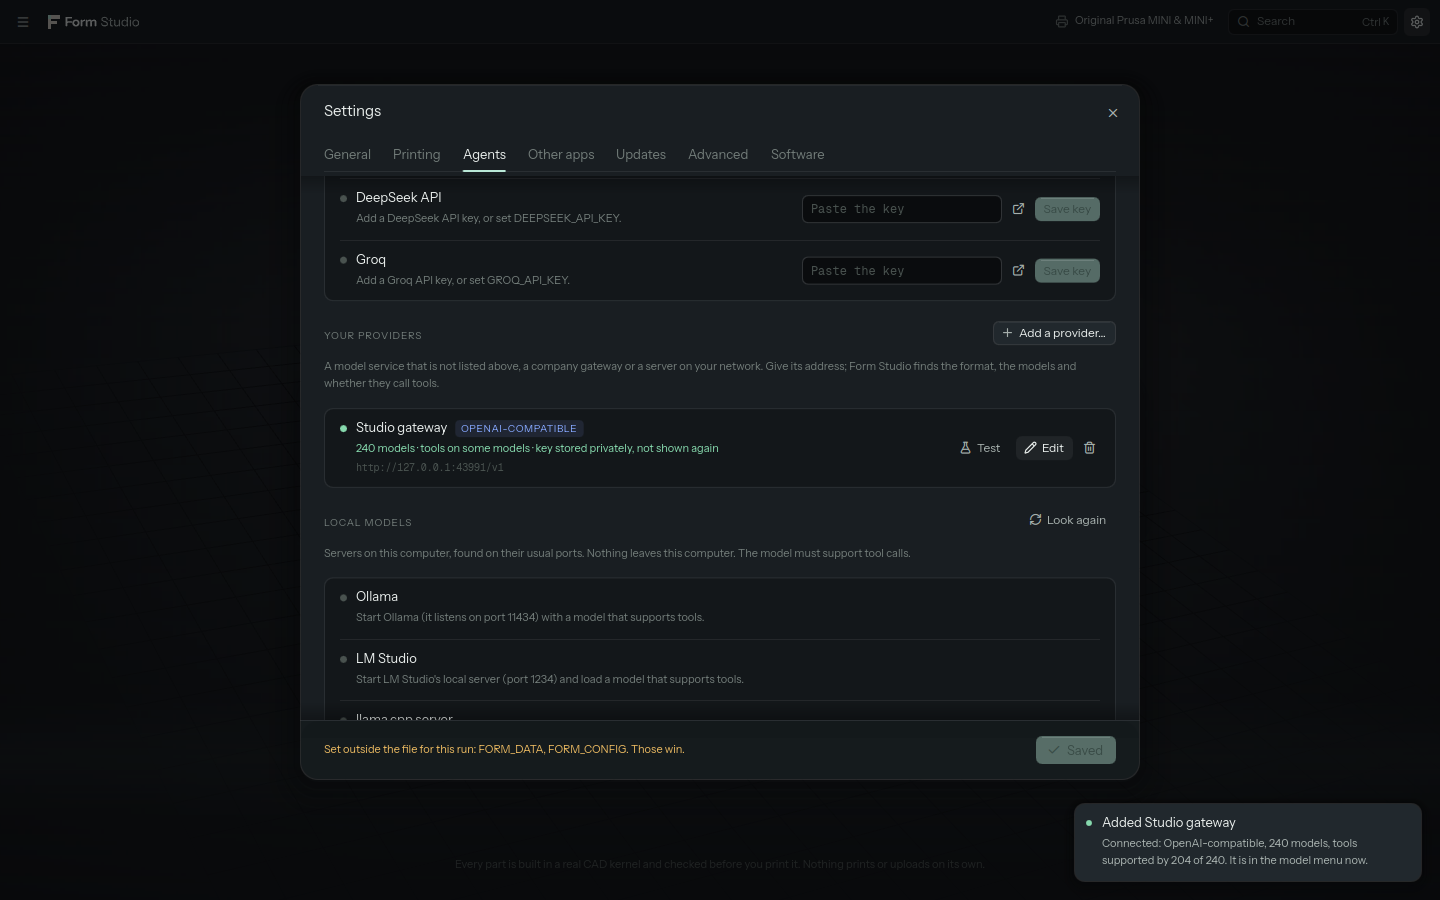 Form Studio
Original Prusa MINI & MINI+
Search
Ctrl K
Settings
General
Printing
Agents
Other apps
Updates
Advanced
Software
DeepSeek API
Add a DeepSeek API key, or set DEEPSEEK_API_KEY.
Paste the key
Save key
Groq
Add a Groq API key, or set GROQ_API_KEY.
Paste the key
Save key
YOUR PROVIDERS
Add a provider...
A model service that is not listed above, a company gateway or a server on your network. Give its address; Form Studio finds the format, the models and
whether they call tools.
Studio gateway
OPENAI-COMPATIBLE
240 models · tools on some models · key stored privately, not shown again
http://127.0.0.1:43991/v1
Test
Edit
LOCAL MODELS
Look again
Servers on this computer, found on their usual ports. Nothing leaves this computer. The model must support tool calls.
Ollama
Start Ollama (it listens on port 11434) with a model that supports tools.
LM Studio
Start LM Studio's local server (port 1234) and load a model that supports tools.
llama.cpp server
Set outside the file for this run: FORM_DATA, FORM_CONFIG. Those win.
Saved
Added Studio gateway
Connected: OpenAI-compatible, 240 models, tools
supported by 204 of 240. It is in the model menu now.
Every part is built in a real CAD kernel and checked before you print it. Nothing prints or uploads on its own.